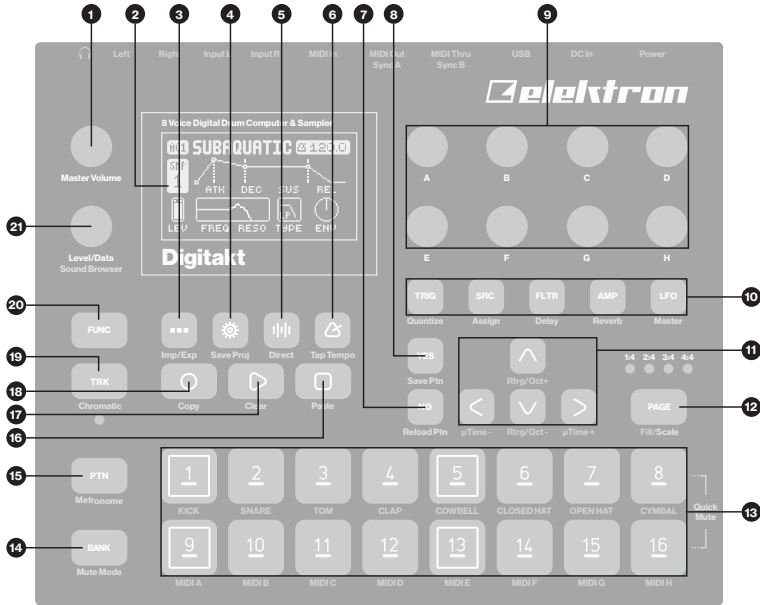 1 2 3 4 5 6 7 8 9
Left Right Input L Input R MIDI In MIDI Out MIDI Thru USB DC In Power
Sync A Sync B
elektron
8 Voice Digital Drum Computer & Sampler
A01 SUBAQUATIC 120.0
SMP
1
ATK DEC SUS REL
LP
LEV FREQ RESO TYPE ENV
Digitakt
Master Volume
A B C D
21
Level/Data
Sound Browser
E F G H
TRIG SRC FLTR AMP LFO 10
Quantize Assign Delay Reverb Master
20 FUNC
Imp/Exp Save Proj Direct Tap Tempo
YES
Save Ptn
Rtrg/Oct+
11
1:4 2:4 3:4 4:4
19 TRK
Chromatic
18 17 16
Copy Clear Paste
NO
Reload Ptn µTime- Rtrg/Oct- µTime+
PAGE 12
Fill/Scale
15 PTN
Metronome
1 2 3 4 5 6 7 8
KICK SNARE TOM CLAP COWBELL CLOSED HAT OPEN HAT CYMBAL
Quick
Mute
13
14 BANK
Mute Mode
9 10 11 12 13 14 15 16
MIDI A MIDI B MIDI C MIDI D MIDI E MIDI F MIDI G MIDI H